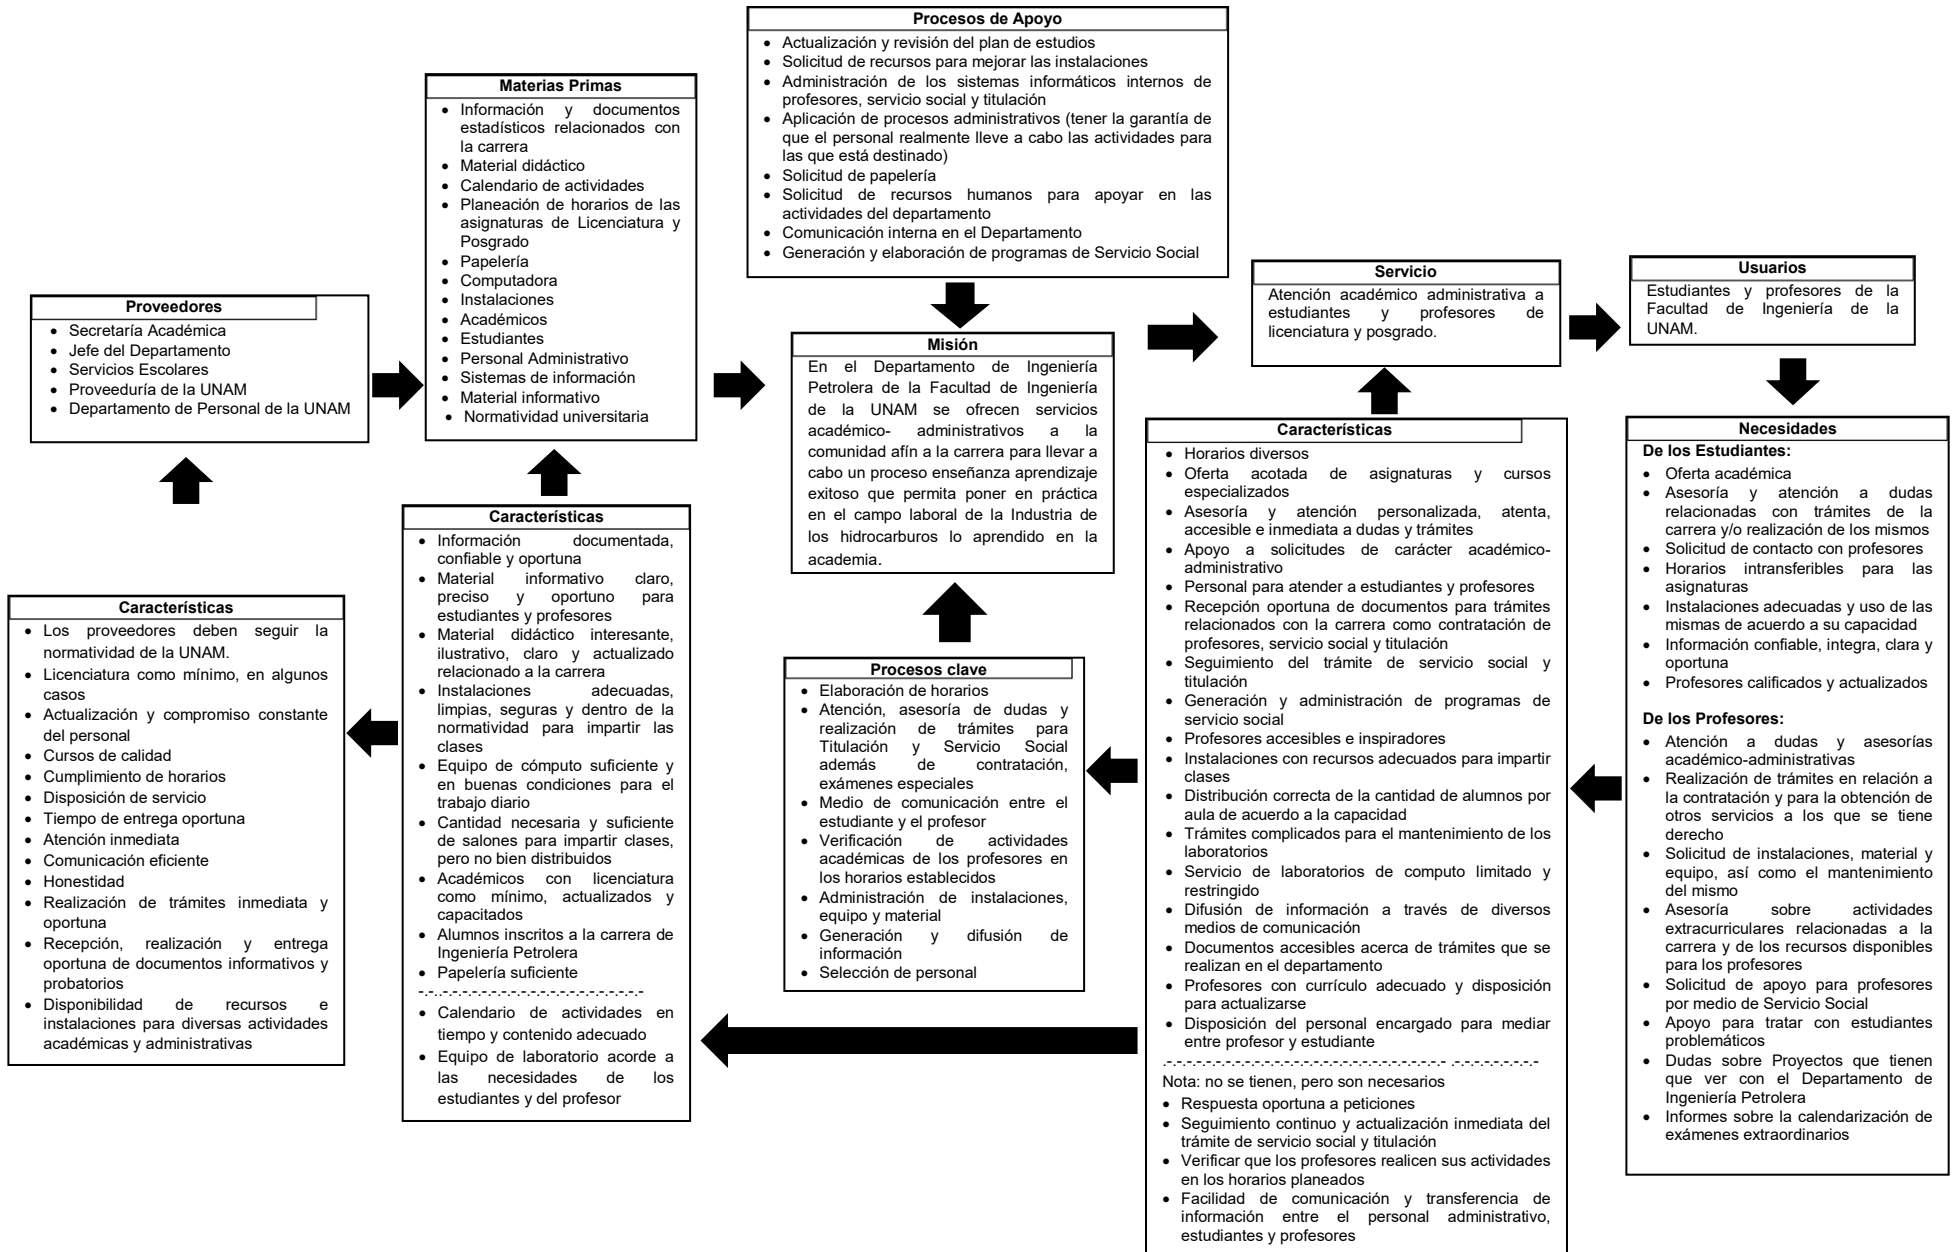 Procesos de Apoyo
• Actualización y revisión del plan de estudios
• Solicitud de recursos para mejorar las instalaciones
• Administración de los sistemas informáticos internos de
profesores, servicio social y titulación
• Aplicación de procesos administrativos (tener la garantía de
que el personal realmente lleve a cabo las actividades para
las que está destinado)
• Solicitud de papelería
• Solicitud de recursos humanos para apoyar en las
actividades del departamento
• Comunicación interna en el Departamento
• Generación y elaboración de programas de Servicio Social
Materias Primas
• Información y documentos
estadísticos relacionados con
la carrera
• Material didáctico
• Calendario de actividades
• Planeación de horarios de las
asignaturas de Licenciatura y
Posgrado
• Papelería
• Computadora
• Instalaciones
• Académicos
• Estudiantes
• Personal Administrativo
• Sistemas de información
• Material informativo
• Normatividad universitaria
Proveedores
• Secretaría Académica
• Jefe del Departamento
• Servicios Escolares
• Proveeduría de la UNAM
• Departamento de Personal de la UNAM
Misión
En el Departamento de Ingeniería
Petrolera de la Facultad de Ingeniería
de la UNAM se ofrecen servicios
académico- administrativos a la
comunidad afín a la carrera para llevar a
cabo un proceso enseñanza aprendizaje
exitoso que permita poner en práctica
en el campo laboral de la Industria de
los hidrocarburos lo aprendido en la
academia.
Servicio
Atención académico administrativa a
estudiantes y profesores de
licenciatura y posgrado.
Usuarios
Estudiantes y profesores de la
Facultad de Ingeniería de la
UNAM.
Características
• Los proveedores deben seguir la
normatividad de la UNAM.
• Licenciatura como mínimo, en algunos
casos
• Actualización y compromiso constante
del personal
• Cursos de calidad
• Cumplimiento de horarios
• Disposición de servicio
• Tiempo de entrega oportuna
• Atención inmediata
• Comunicación eficiente
• Honestidad
• Realización de trámites inmediata y
oportuna
• Recepción, realización y entrega
oportuna de documentos informativos y
probatorios
• Disponibilidad de recursos e
instalaciones para diversas actividades
académicas y administrativas
Características
• Información documentada,
confiable y oportuna
• Material informativo claro,
preciso y oportuno para
estudiantes y profesores
• Material didáctico interesante,
ilustrativo, claro y actualizado
relacionado a la carrera
• Instalaciones adecuadas,
limpias, seguras y dentro de la
normatividad para impartir las
clases
• Equipo de cómputo suficiente y
en buenas condiciones para el
trabajo diario
• Cantidad necesaria y suficiente
de salones para impartir clases,
pero no bien distribuidos
• Académicos con licenciatura
como mínimo, actualizados y
capacitados
• Alumnos inscritos a la carrera de
Ingeniería Petrolera
• Papelería suficiente
-.-..-.-.-.-.-.-.-.-.-.-.-.-.-.-.-.-
• Calendario de actividades en
tiempo y contenido adecuado
• Equipo de laboratorio acorde a
las necesidades de los
estudiantes y del profesor
Procesos clave
• Elaboración de horarios
• Atención, asesoría de dudas y
realización de trámites para
Titulación y Servicio Social
además de contratación,
exámenes especiales
• Medio de comunicación entre el
estudiante y el profesor
• Verificación de actividades
académicas de los profesores en
los horarios establecidos
• Administración de instalaciones,
equipo y material
• Generación y difusión de
información
• Selección de personal
Características
• Horarios diversos
• Oferta acotada de asignaturas y cursos
especializados
• Asesoría y atención personalizada, atenta,
accesible e inmediata a dudas y trámites
• Apoyo a solicitudes de carácter académico-
administrativo
• Personal para atender a estudiantes y profesores
• Recepción oportuna de documentos para trámites
relacionados con la carrera como contratación de
profesores, servicio social y titulación
• Seguimiento del trámite de servicio social y
titulación
• Generación y administración de programas de
servicio social
• Profesores accesibles e inspiradores
• Instalaciones con recursos adecuados para impartir
clases
• Distribución correcta de la cantidad de alumnos por
aula de acuerdo a la capacidad
• Trámites complicados para el mantenimiento de los
laboratorios
• Servicio de laboratorios de computo limitado y
restringido
• Difusión de información a través de diversos
medios de comunicación
• Documentos accesibles acerca de trámites que se
realizan en el departamento
• Profesores con currículo adecuado y disposición
para actualizarse
• Disposición del personal encargado para mediar
entre profesor y estudiante
.-.-.-.-.-.-.-.-.-.-.-.-.-.-.-.-.-.-.-.-.-.- .-.-.-.-.-.-.-.-
Nota: no se tienen, pero son necesarios
• Respuesta oportuna a peticiones
• Seguimiento continuo y actualización inmediata del
trámite de servicio social y titulación
• Verificar que los profesores realicen sus actividades
en los horarios planeados
• Facilidad de comunicación y transferencia de
información entre el personal administrativo,
estudiantes y profesores
Necesidades
De los Estudiantes:
• Oferta académica
• Asesoría y atención a dudas
relacionadas con trámites de la
carrera y/o realización de los mismos
• Solicitud de contacto con profesores
• Horarios intransferibles para las
asignaturas
• Instalaciones adecuadas y uso de las
mismas de acuerdo a su capacidad
• Información confiable, integra, clara y
oportuna
• Profesores calificados y actualizados
De los Profesores:
• Atención a dudas y asesorías
académico-administrativas
• Realización de trámites en relación a
la contratación y para la obtención de
otros servicios a los que se tiene
derecho
• Solicitud de instalaciones, material y
equipo, así como el mantenimiento
del mismo
• Asesoría sobre actividades
extracurriculares relacionadas a la
carrera y de los recursos disponibles
para los profesores
• Solicitud de apoyo para profesores
por medio de Servicio Social
• Apoyo para tratar con estudiantes
problemáticos
• Dudas sobre Proyectos que tienen
que ver con el Departamento de
Ingeniería Petrolera
• Informes sobre la calendarización de
exámenes extraordinarios